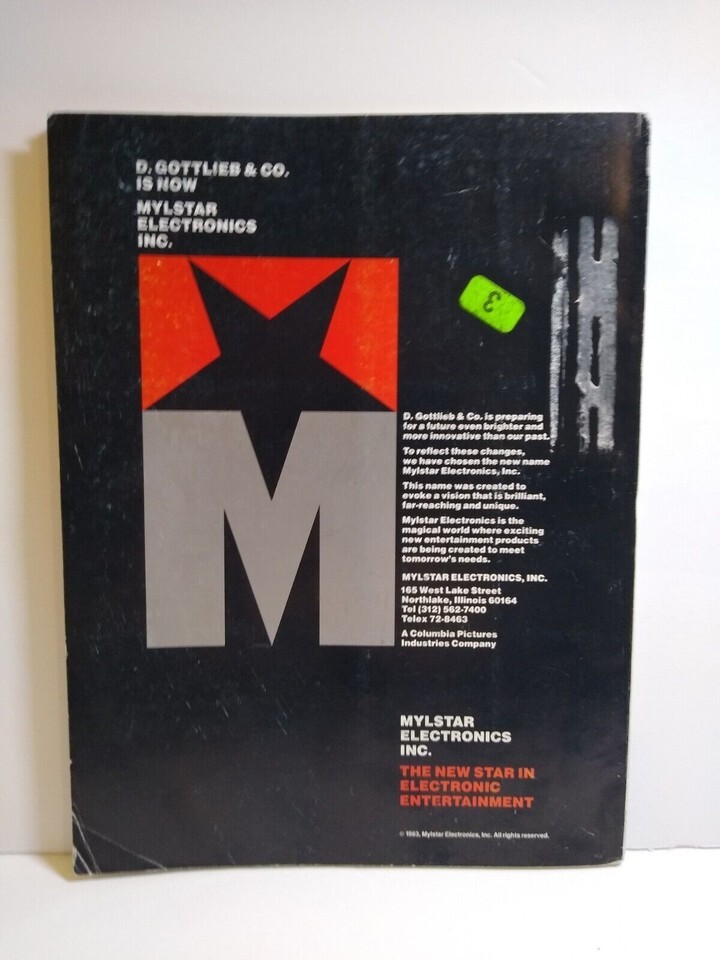 D. GOTTLIEB & CO.
IS NOW
MYLSTAR
ELECTRONICS
INC.
3
M
D. Gottlieb & Co. is preparing
for a future even brighter and
more innovative than our past.
To reflect these changes,
we have chosen the new name
Mylstar Electronics, Inc.
This name was created to
evoke a vision that is brilliant,
far-reaching and unique.
Mylstar Electronics is the
magical world where exciting
new entertainment products
are being created to meet
tomorrow's needs.
MYLSTAR ELECTRONICS, INC.
165 West Lake Street
Northlake, Illinois 60164
Tel (312) 562-7400
Telex 72-8463
A Columbia Pictures
Industries Company
MYLSTAR
ELECTRONICS
INC.
THE NEW STAR IN
ELECTRONIC
ENTERTAINMENT
© 1983, Mylstar Electronics, Inc. All rights reserved.